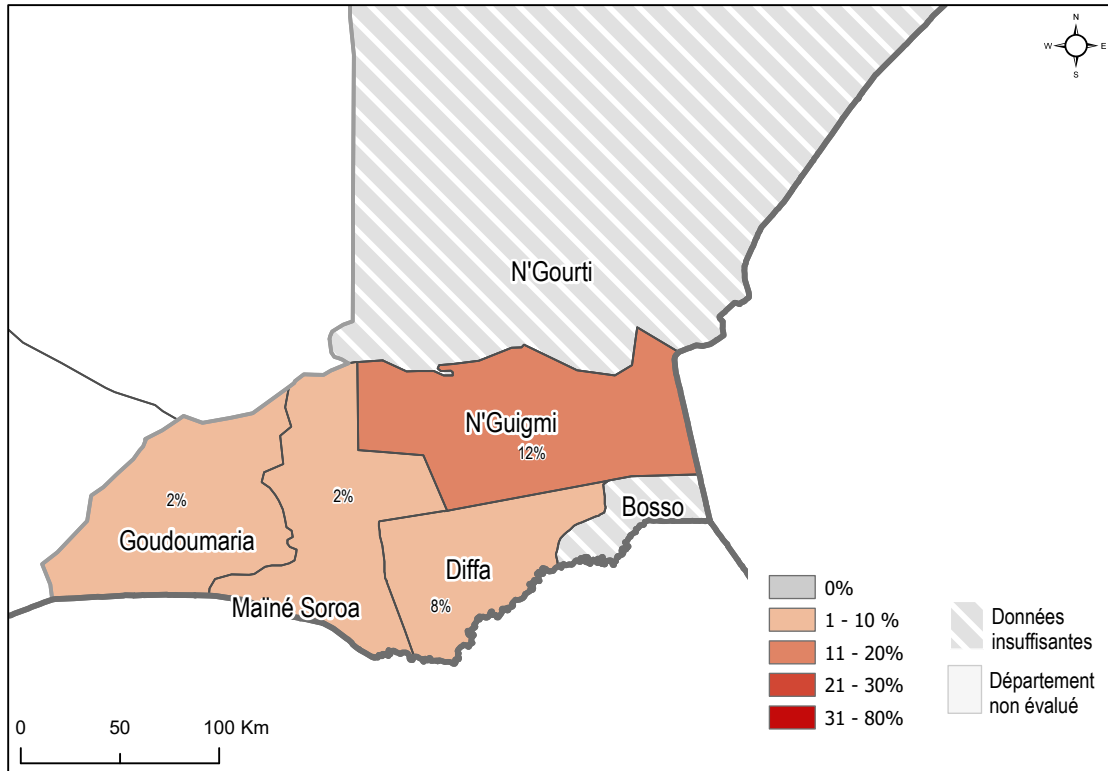 N
W E
S
N'Gourti
N'Guigmi
12%
2%
2%
Bosso
Goudoumaria
Diffa
Maïné Soroa
8%
0%
1 - 10 %
11 - 20%
21 - 30%
31 - 80%
Données
insuffisantes
Département
non évalué
0 50 100 Km